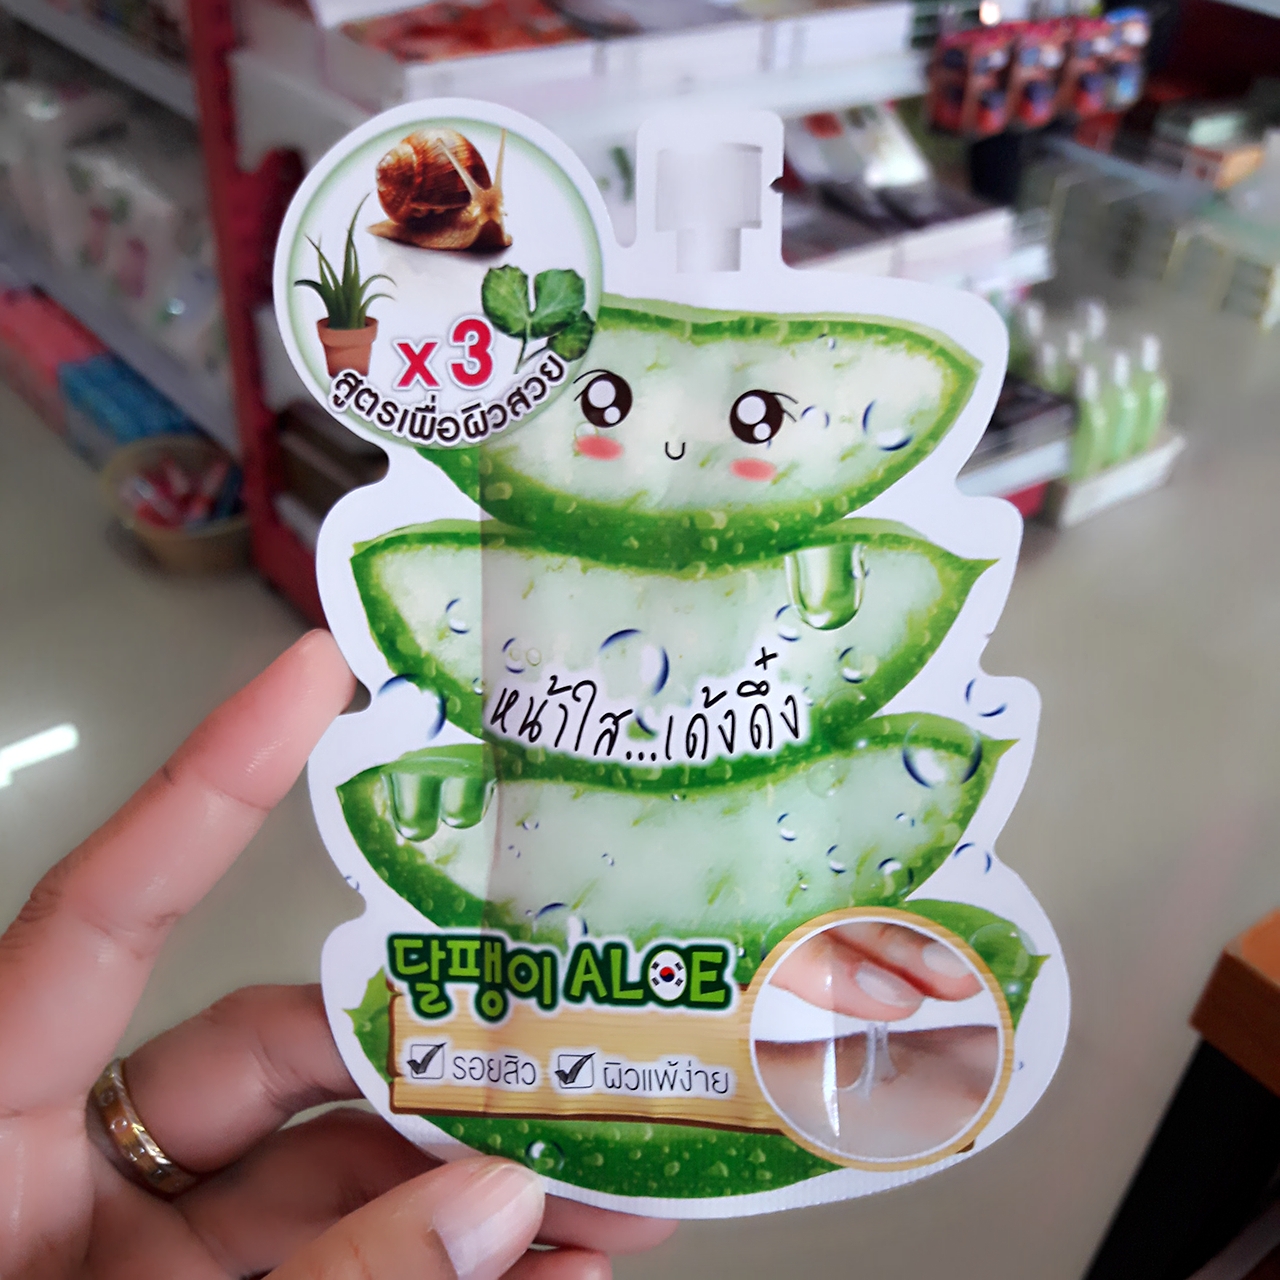 x3
สูตรเพื่อผิวสวย
หน้าใส...เด้งดึ๋ง
달팽이 ALOE
รอยสิว ผิวแพ้ง่าย